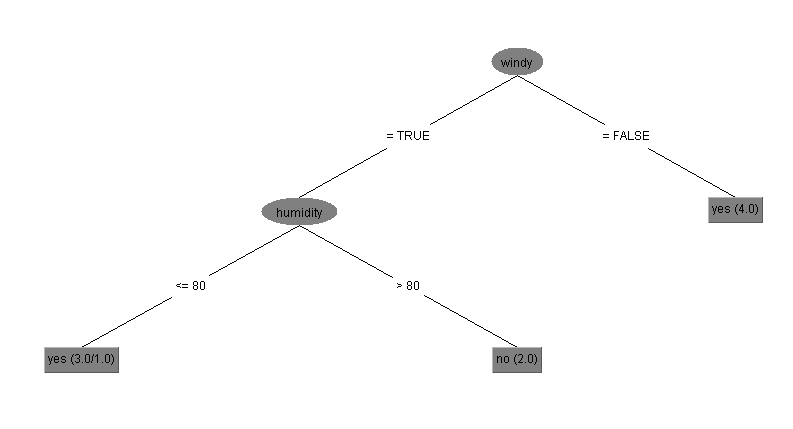 windy
= TRUE
= FALSE
humidity
yes (4.0)
<= 80
> 80
yes (3.0/1.0)
no (2.0)